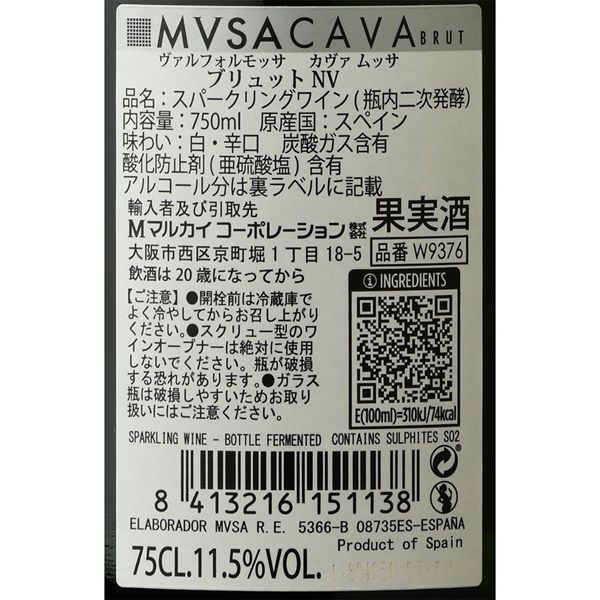 MVSACAVA BRUT
ヴァルフォルモッサ カヴァ ムッサ
ブリュット NV
品名：スパークリングワイン ( 瓶内二次発酵 )
内容量：750ml 原産国：スペイン
味わい：白・辛口 炭酸ガス含有
酸化防止剤 ( 亜硫酸塩 ) 含有
アルコール分は裏ラベルに記載
輸入者及び引取先
Mマルカイ コーポレーション株式会社
大阪市西区京町堀 1 丁目 18-5
飲酒は 20 歳になってから
果実酒
品番 W9376
【ご注意】●開栓前は冷蔵庫で
よく冷やしてからお召し上がり
ください。●スクリュー型のワ
インオープナーは絶対に使用
しないでください。瓶が破損
する恐れがあります。●ガラス
瓶は破損しやすいためお取り
扱いにはご注意ください。
i INGREDIENTS
E(100ml)=310kJ/74kcal
SPARKLING WINE - BOTTLE FERMENTED CONTAINS SULPHITES SO2
8 413216 151138
ELABORADOR MVSA R.E. 5366-B 08735ES-ESPAÑA
Product of Spain
75CL.11.5%VOL.